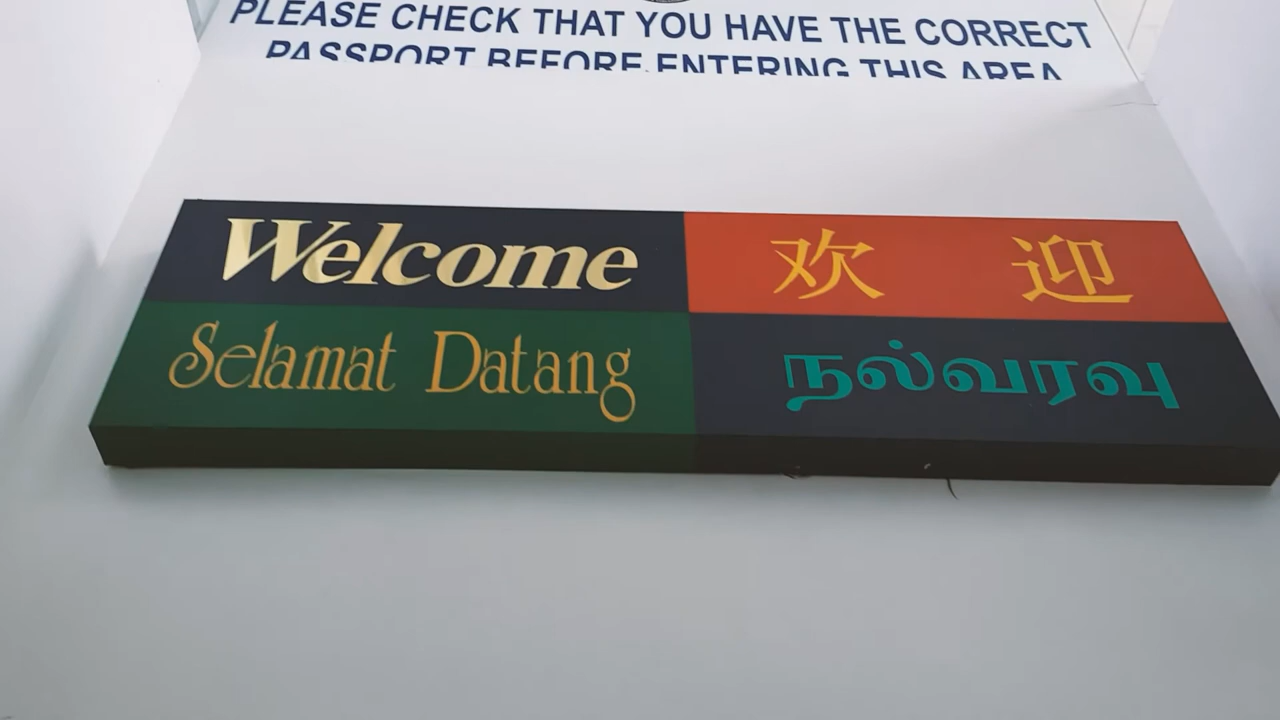 PLEASE CHECK THAT YOU HAVE THE CORRECT
PASSPORT BEFORE ENTERING THIS AREA
Welcome
欢 迎
Selamat Datang
நல்வரவு